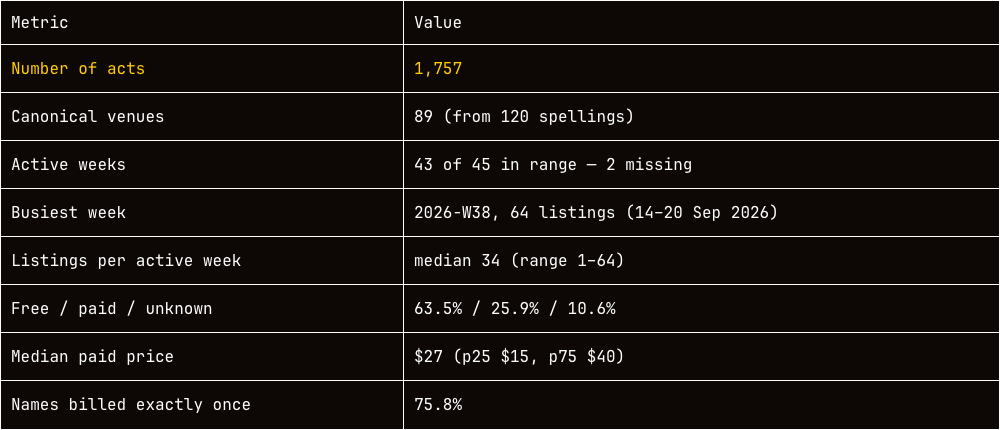 Metric Value
Number of acts 1,757
Canonical venues 89 (from 120 spellings)
Active weeks 43 of 45 in range — 2 missing
Busiest week 2026-W38, 64 listings (14–20 Sep 2026)
Listings per active week median 34 (range 1–64)
Free / paid / unknown 63.5% / 25.9% / 10.6%
Median paid price $27 (p25 $15, p75 $40)
Names billed exactly once 75.8%